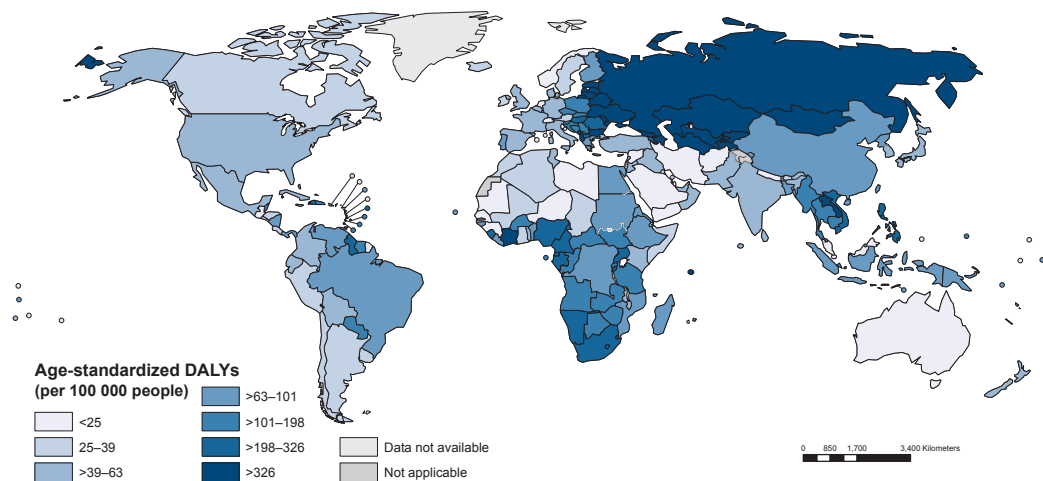 Age-standardized DALYs
(per 100 000 people)
<25
25–39
>39–63
>63–101
>101–198
>198–326
>326
Data not available
Not applicable
0 850 1,700 3,400 Kilometers